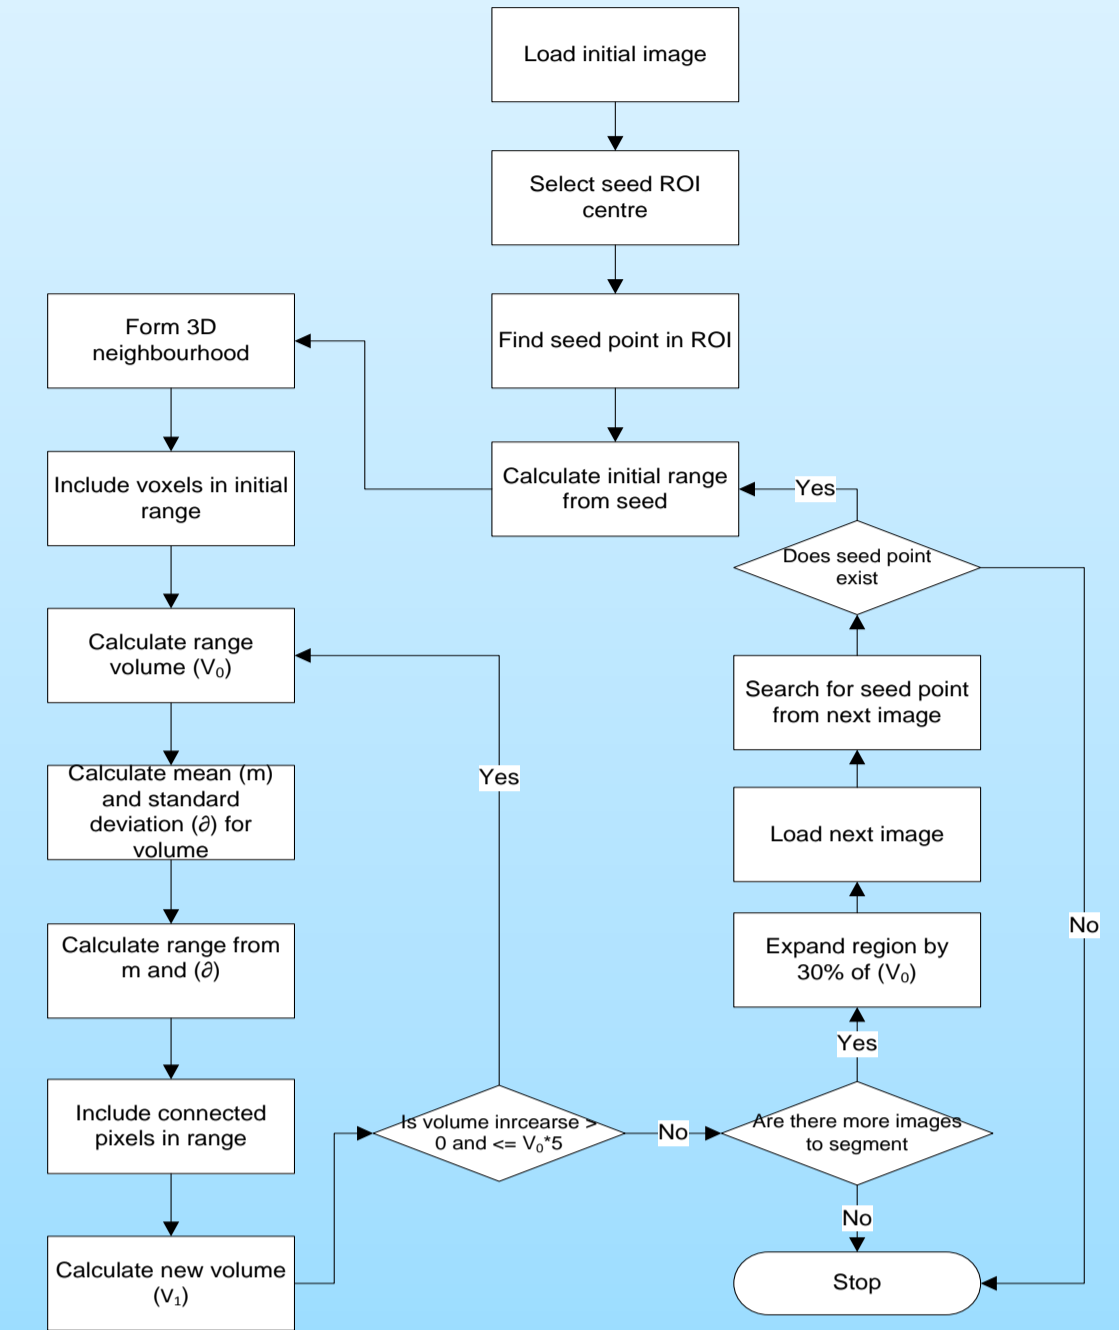 Load initial image
Select seed ROI
centre
Find seed point in ROI
Calculate initial range
from seed
Form 3D
neighbourhood
Include voxels in initial
range
Calculate range
volume (V₀)
Calculate mean (m)
and standard
deviation (∂) for
volume
Calculate range from
m and (∂)
Include connected
pixels in range
Calculate new volume
(V₁)
Is volume inrcearse >
0 and <= V₀*5
Yes
No
Are there more images
to segment
Yes
No
Expand region by
30% of (V₀)
Load next image
Search for seed point
from next image
Does seed point
exist
Yes
No
Stop